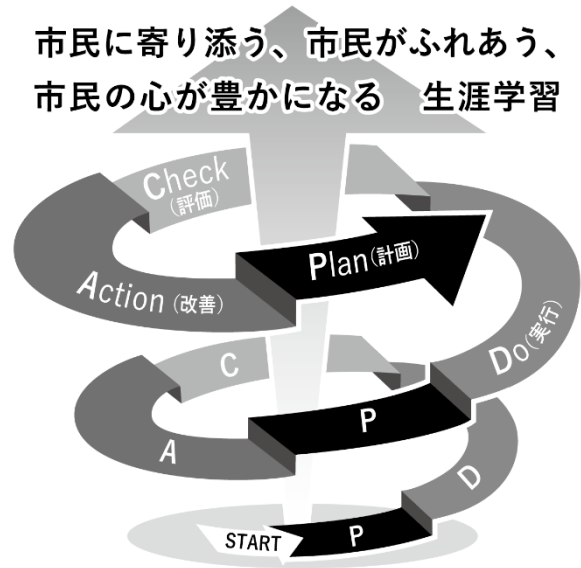 市民に寄り添う、市民がふれあう、
市民の心が豊かになる　生涯学習
Check
(評価)
Plan(計画)
Action (改善)
Do(実行)
C
P
A
D
START
P